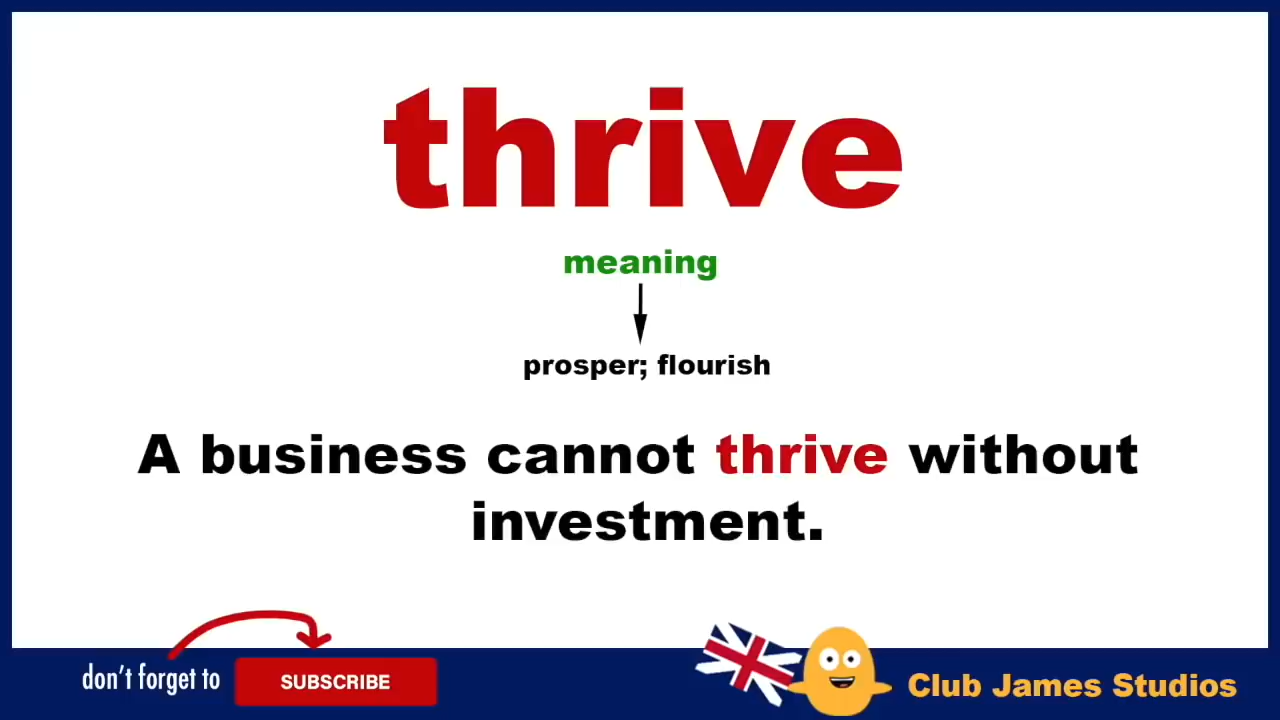 thrive
meaning
prosper; flourish
A business cannot thrive without
investment.
don't forget to
SUBSCRIBE
Club James Studios